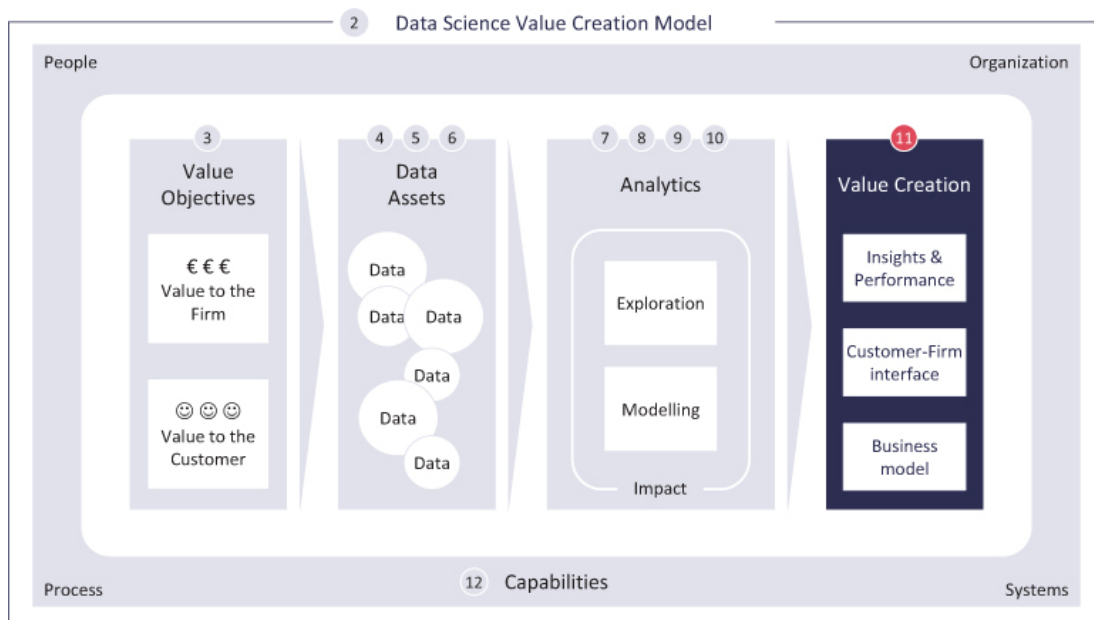 2 Data Science Value Creation Model
People
Organization
3
Value
Objectives
€ € €
Value to the
Firm
☺ ☺ ☺
Value to the
Customer
4 5 6
Data
Assets
Data
Data
Data
Data
Data
Data
7 8 9 10
Analytics
Exploration
Modelling
Impact
11
Value Creation
Insights &
Performance
Customer-Firm
interface
Business
model
Process
12 Capabilities
Systems